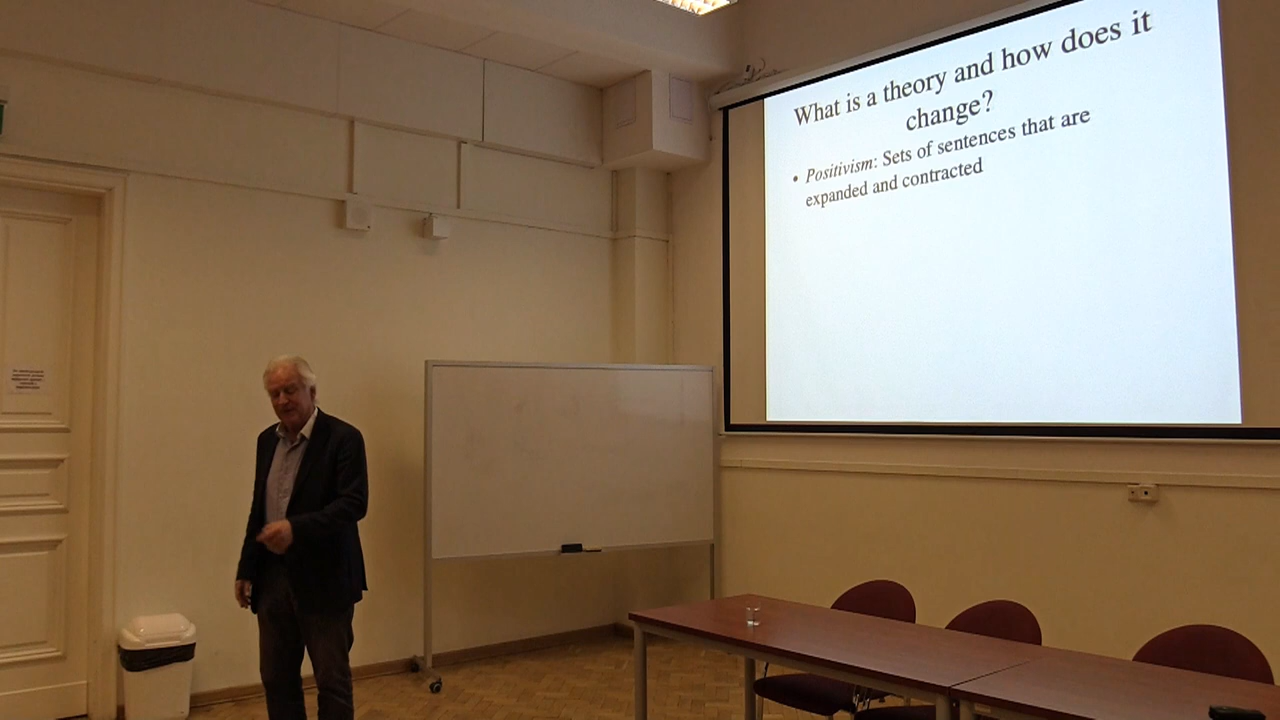 What is a theory and how does it
change?
• Positivism: Sets of sentences that are
expanded and contracted